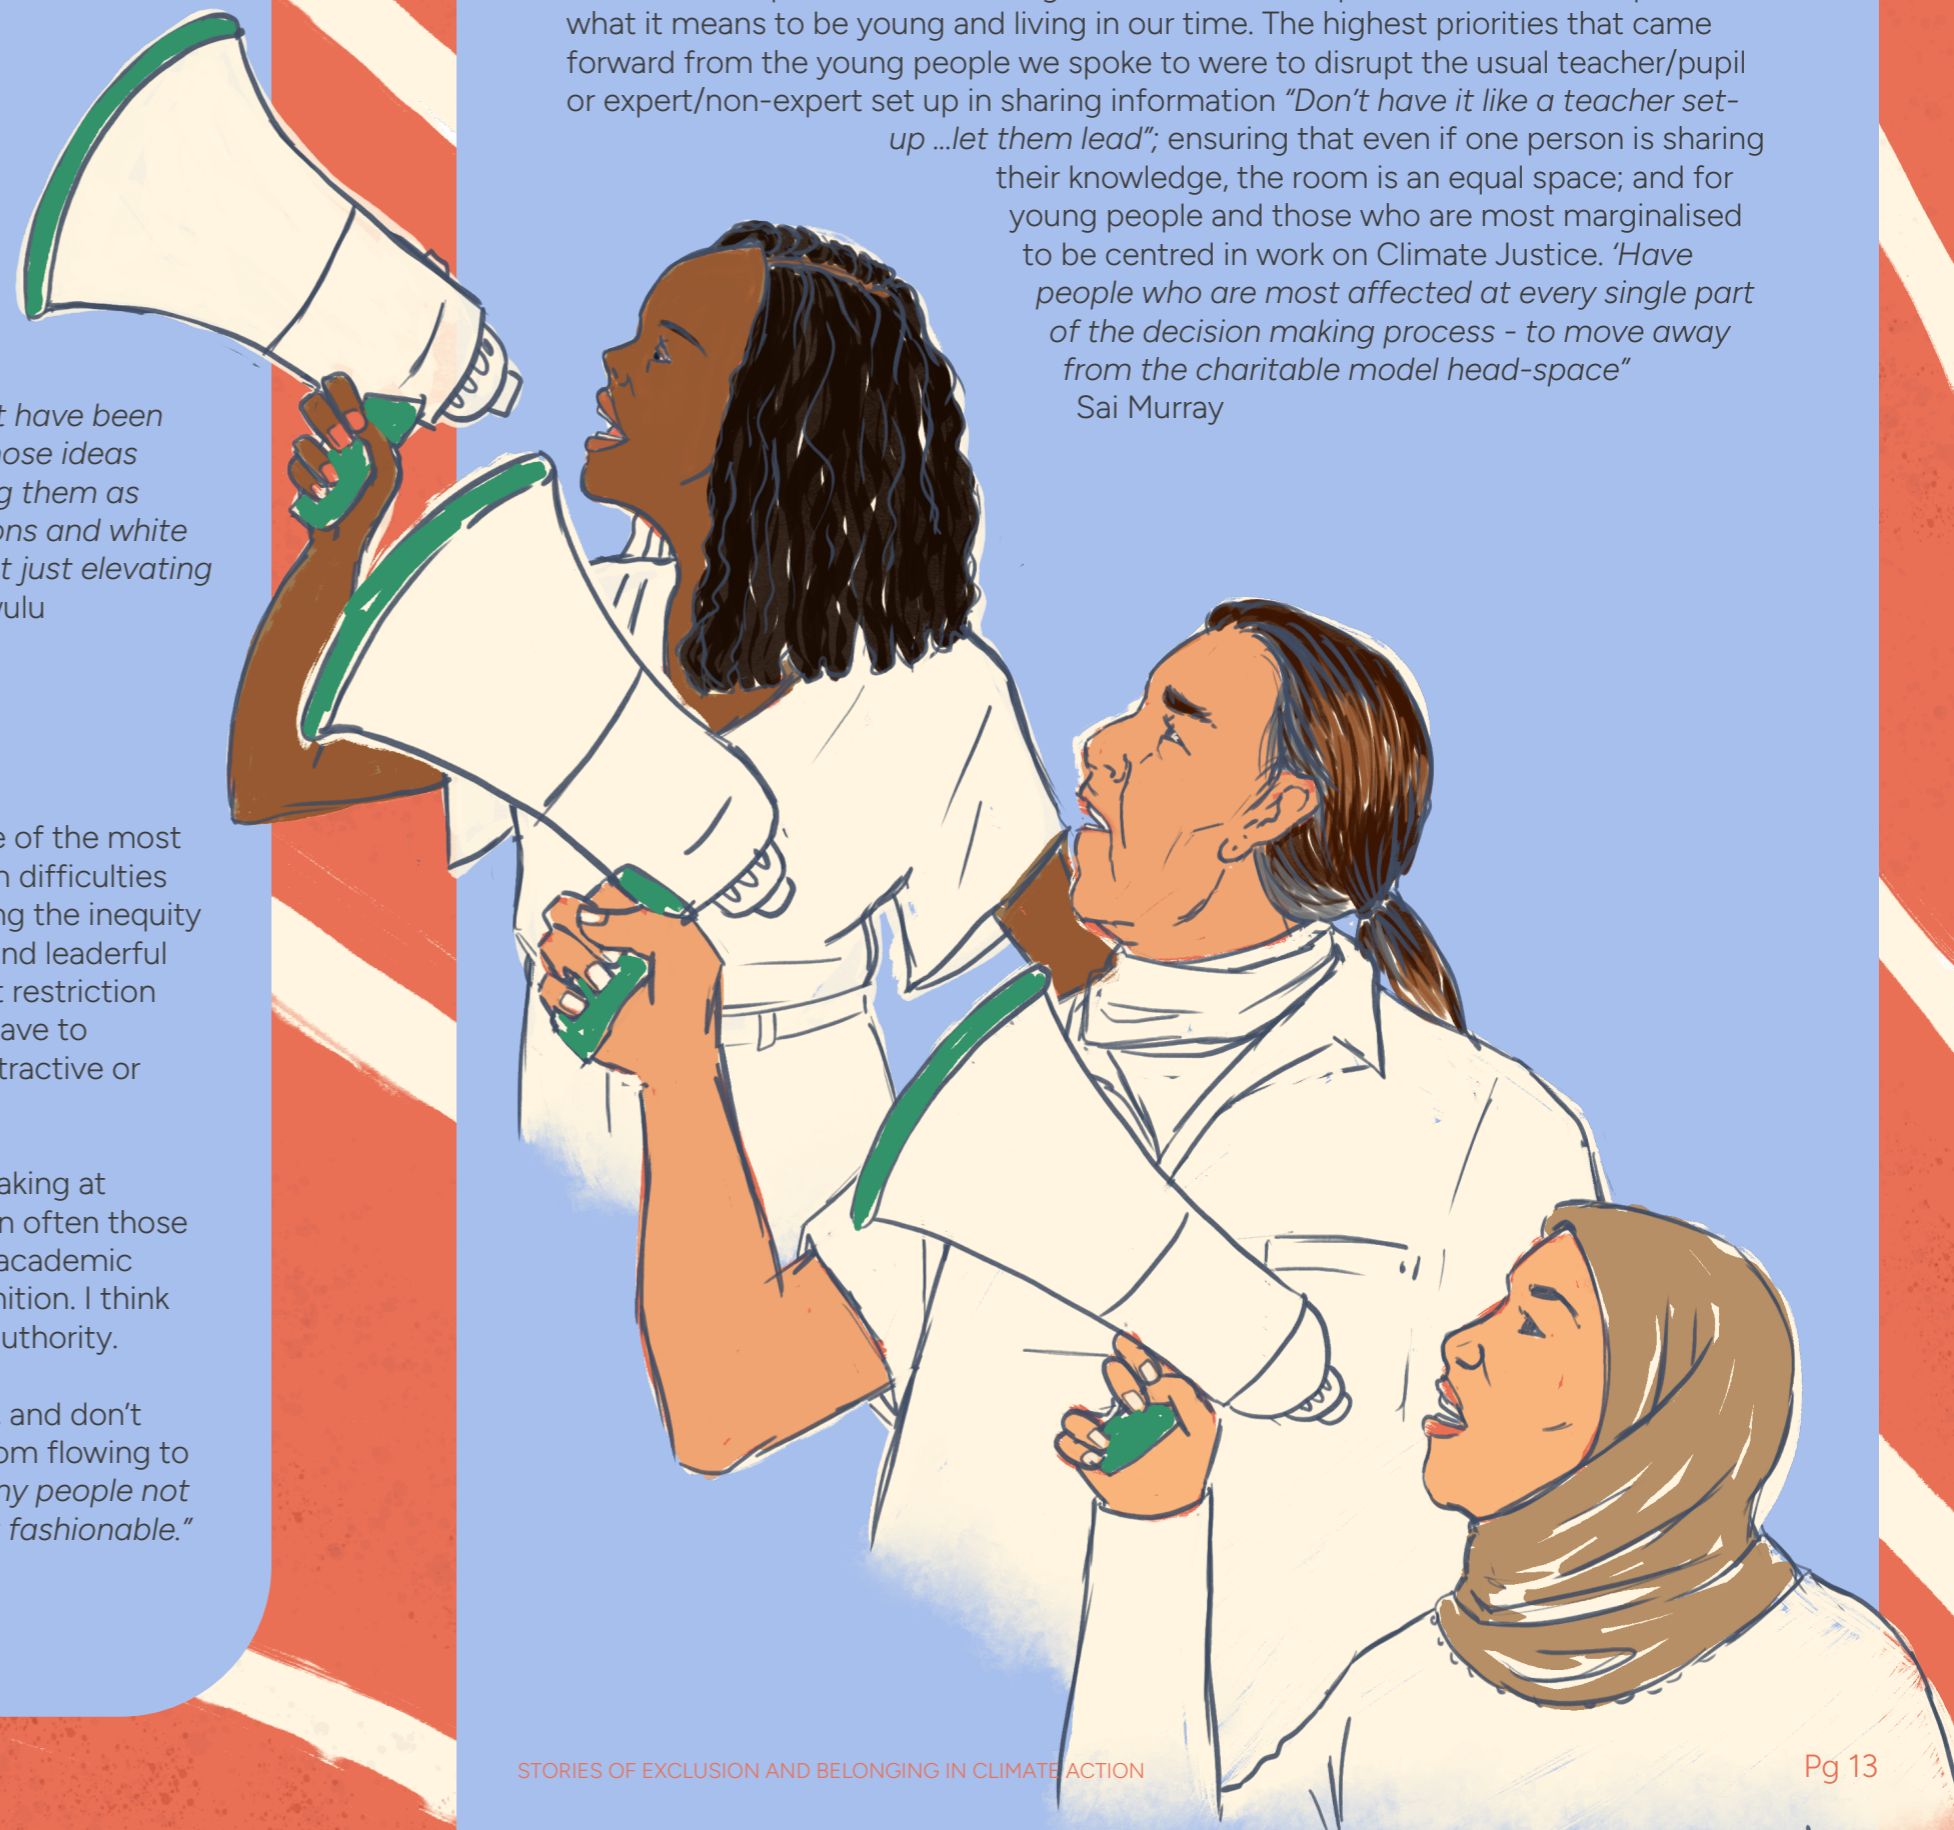 t have been
ose ideas
g them as
ons and white
t just elevating
ulu
e of the most
n difficulties
ng the inequity
nd leaderful
t restriction
ave to
tractive or
aking at
n often those
academic
nition. I think
uthority.
. and don't
om flowing to
ny people not
fashionable."
what it means to be young and living in our time. The highest priorities that came
forward from the young people we spoke to were to disrupt the usual teacher/pupil
or expert/non-expert set up in sharing information “Don't have it like a teacher set-
up ...let them lead”; ensuring that even if one person is sharing
their knowledge, the room is an equal space; and for
young people and those who are most marginalised
to be centred in work on Climate Justice. ‘Have
people who are most affected at every single part
of the decision making process - to move away
from the charitable model head-space”
Sai Murray
STORIES OF EXCLUSION AND BELONGING IN CLIMATE ACTION
Pg 13